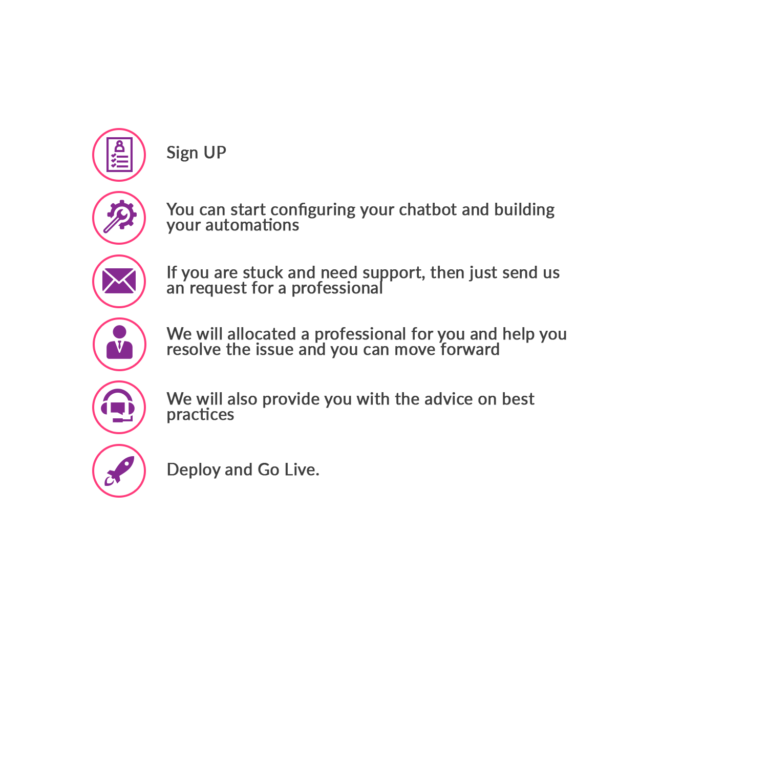 Sign UP
You can start configuring your chatbot and building
your automations
If you are stuck and need support, then just send us
an request for a professional
We will allocated a professional for you and help you
resolve the issue and you can move forward
We will also provide you with the advice on best
practices
Deploy and Go Live.